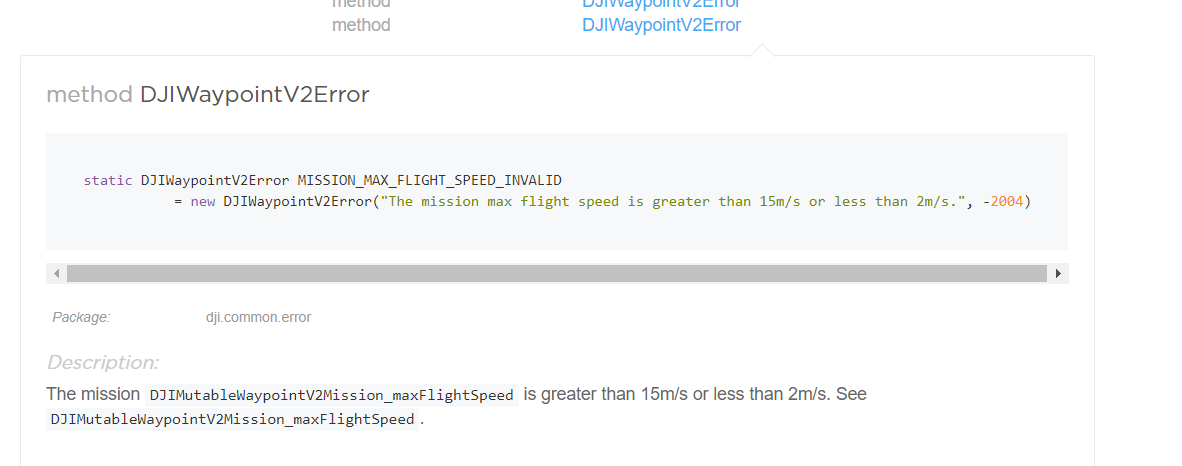 method DJIWaypointV2Error
method DJIWaypointV2Error
method DJIWaypointV2Error
static DJIWaypointV2Error MISSION_MAX_FLIGHT_SPEED_INVALID
= new DJIWaypointV2Error("The mission max flight speed is greater than 15m/s or less than 2m/s.", -2004)
Package: dji.common.error
Description:
The mission DJIMutableWaypointV2Mission_maxFlightSpeed is greater than 15m/s or less than 2m/s. See
DJIMutableWaypointV2Mission_maxFlightSpeed.